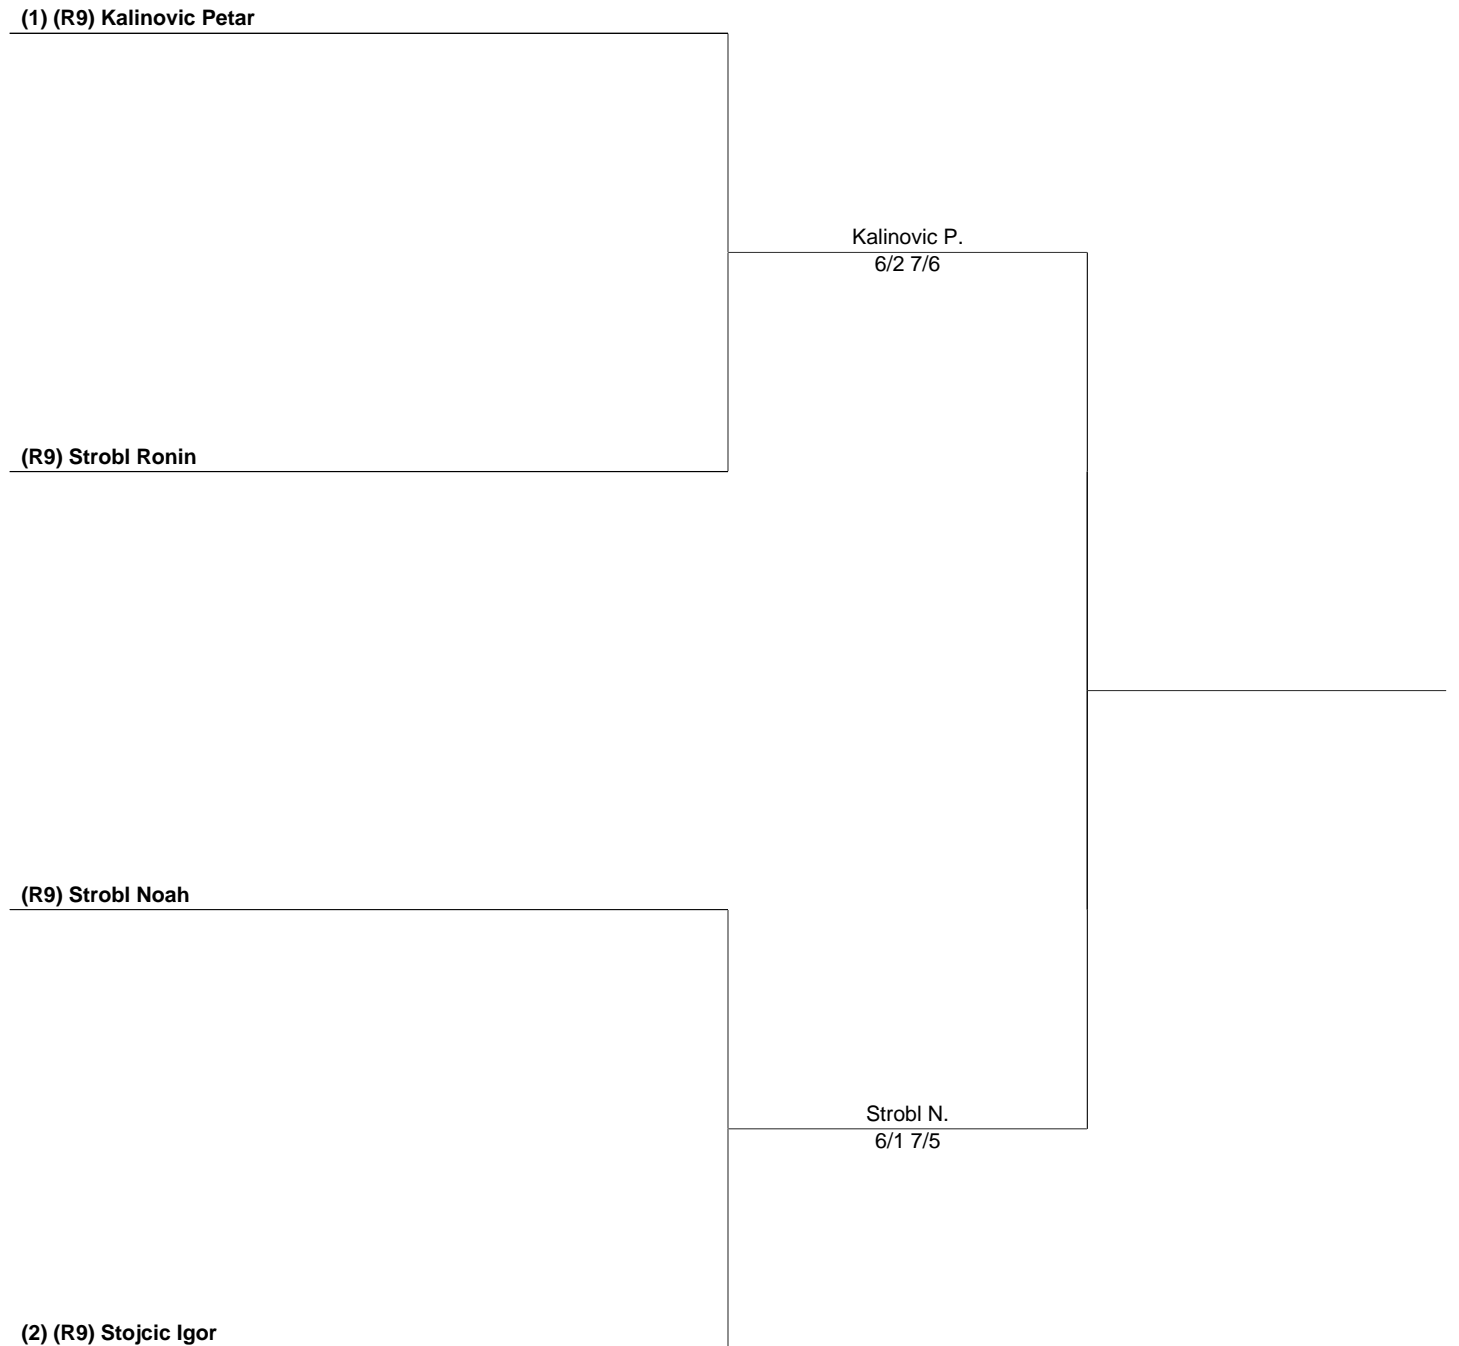 (1) (R9) Kalinovic Petar
Kalinovic P.
6/2 7/6
(R9) Strobl Ronin
(R9) Strobl Noah
Strobl N.
6/1 7/5
(2) (R9) Stojcic Igor